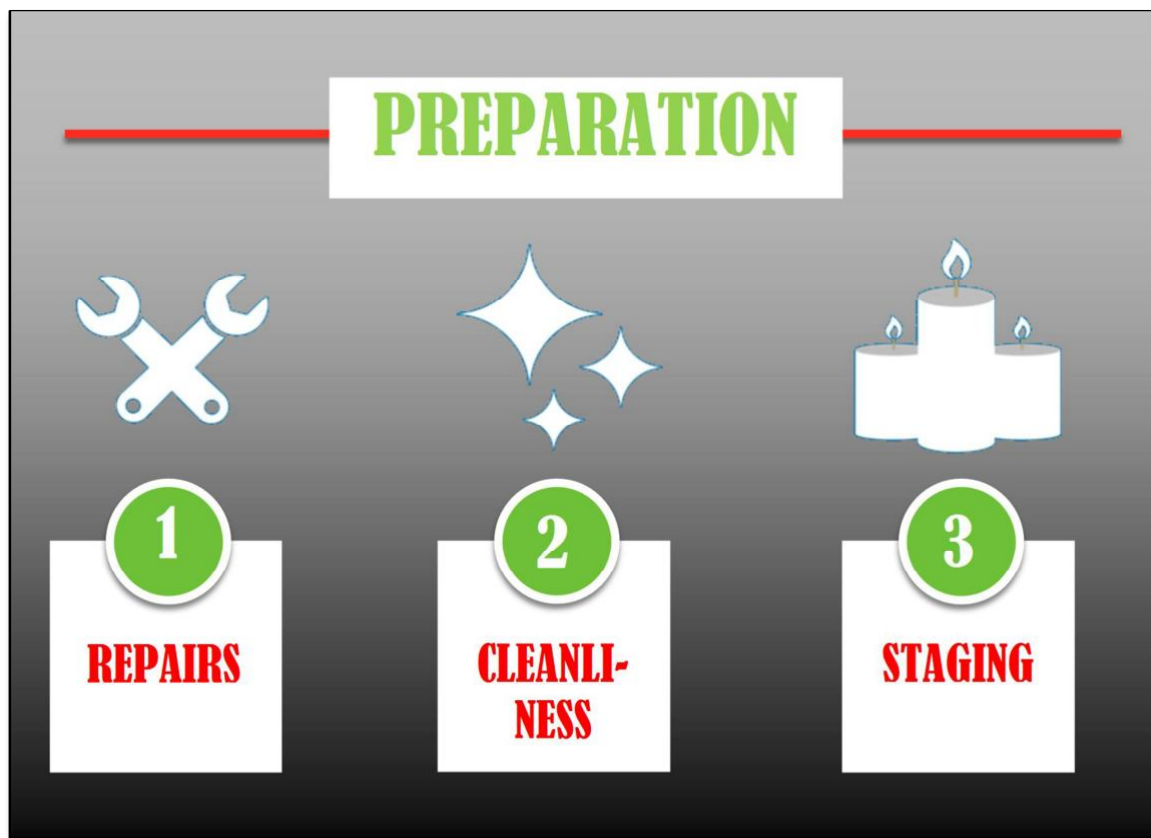 PREPARATION
1
2
3
REPAIRS
CLEANLI-
NESS
STAGING